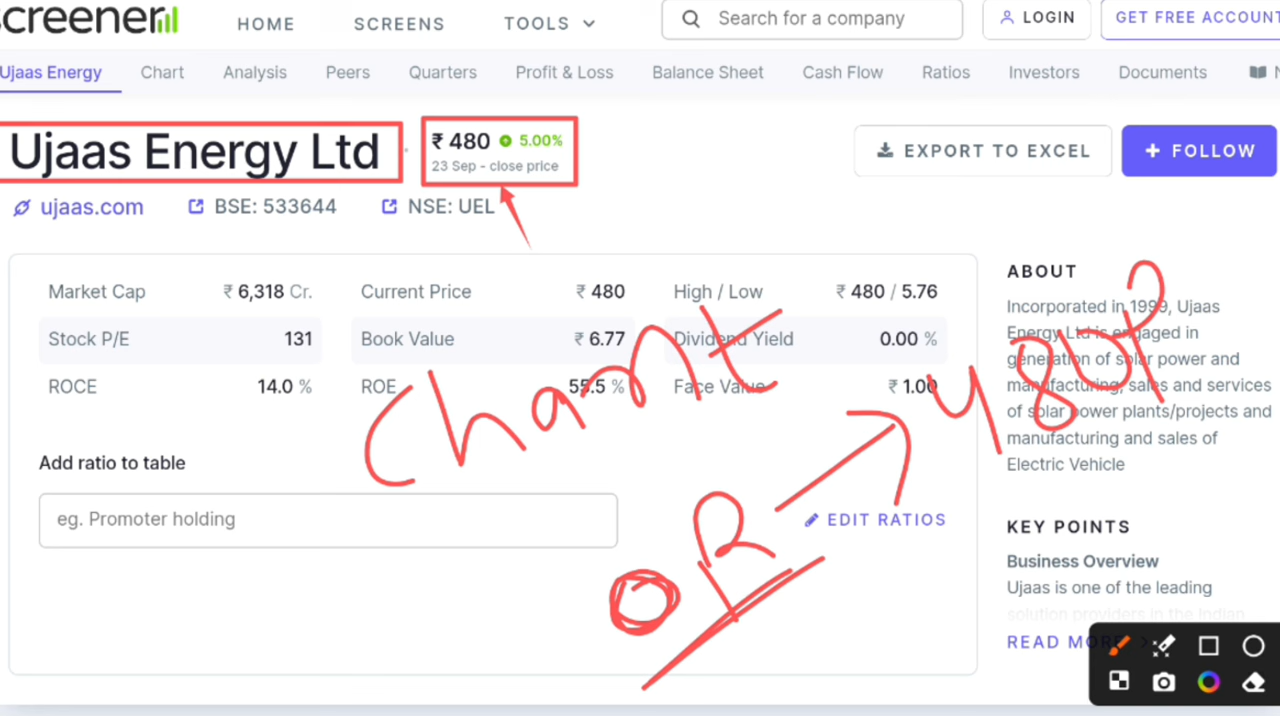 screener
HOME SCREENS TOOLS
Search for a company
LOGIN
GET FREE ACCOUNT
Ujaas Energy Chart Analysis Peers Quarters Profit & Loss Balance Sheet Cash Flow Ratios Investors Documents
Ujaas Energy Ltd
₹ 480 5.00%
23 Sep - close price
EXPORT TO EXCEL
+ FOLLOW
ujaas.com BSE: 533644 NSE: UEL
Market Cap ₹ 6,318 Cr.
Current Price ₹ 480
High / Low ₹ 480 / 5.76
Stock P/E 131
Book Value ₹ 6.77
Dividend Yield 0.00 %
ROCE 14.0 %
ROE 55.5 %
Face Value ₹ 1.00
Add ratio to table
eg. Promoter holding
EDIT RATIOS
ABOUT
Incorporated in 1999, Ujaas
Energy Ltd is engaged in
generation of solar power and
manufacturing, sales and services
of solar power plants/projects and
manufacturing and sales of
Electric Vehicle
KEY POINTS
Business Overview
Ujaas is one of the leading
solution providers in the Indian
READ MORE
Chart
480